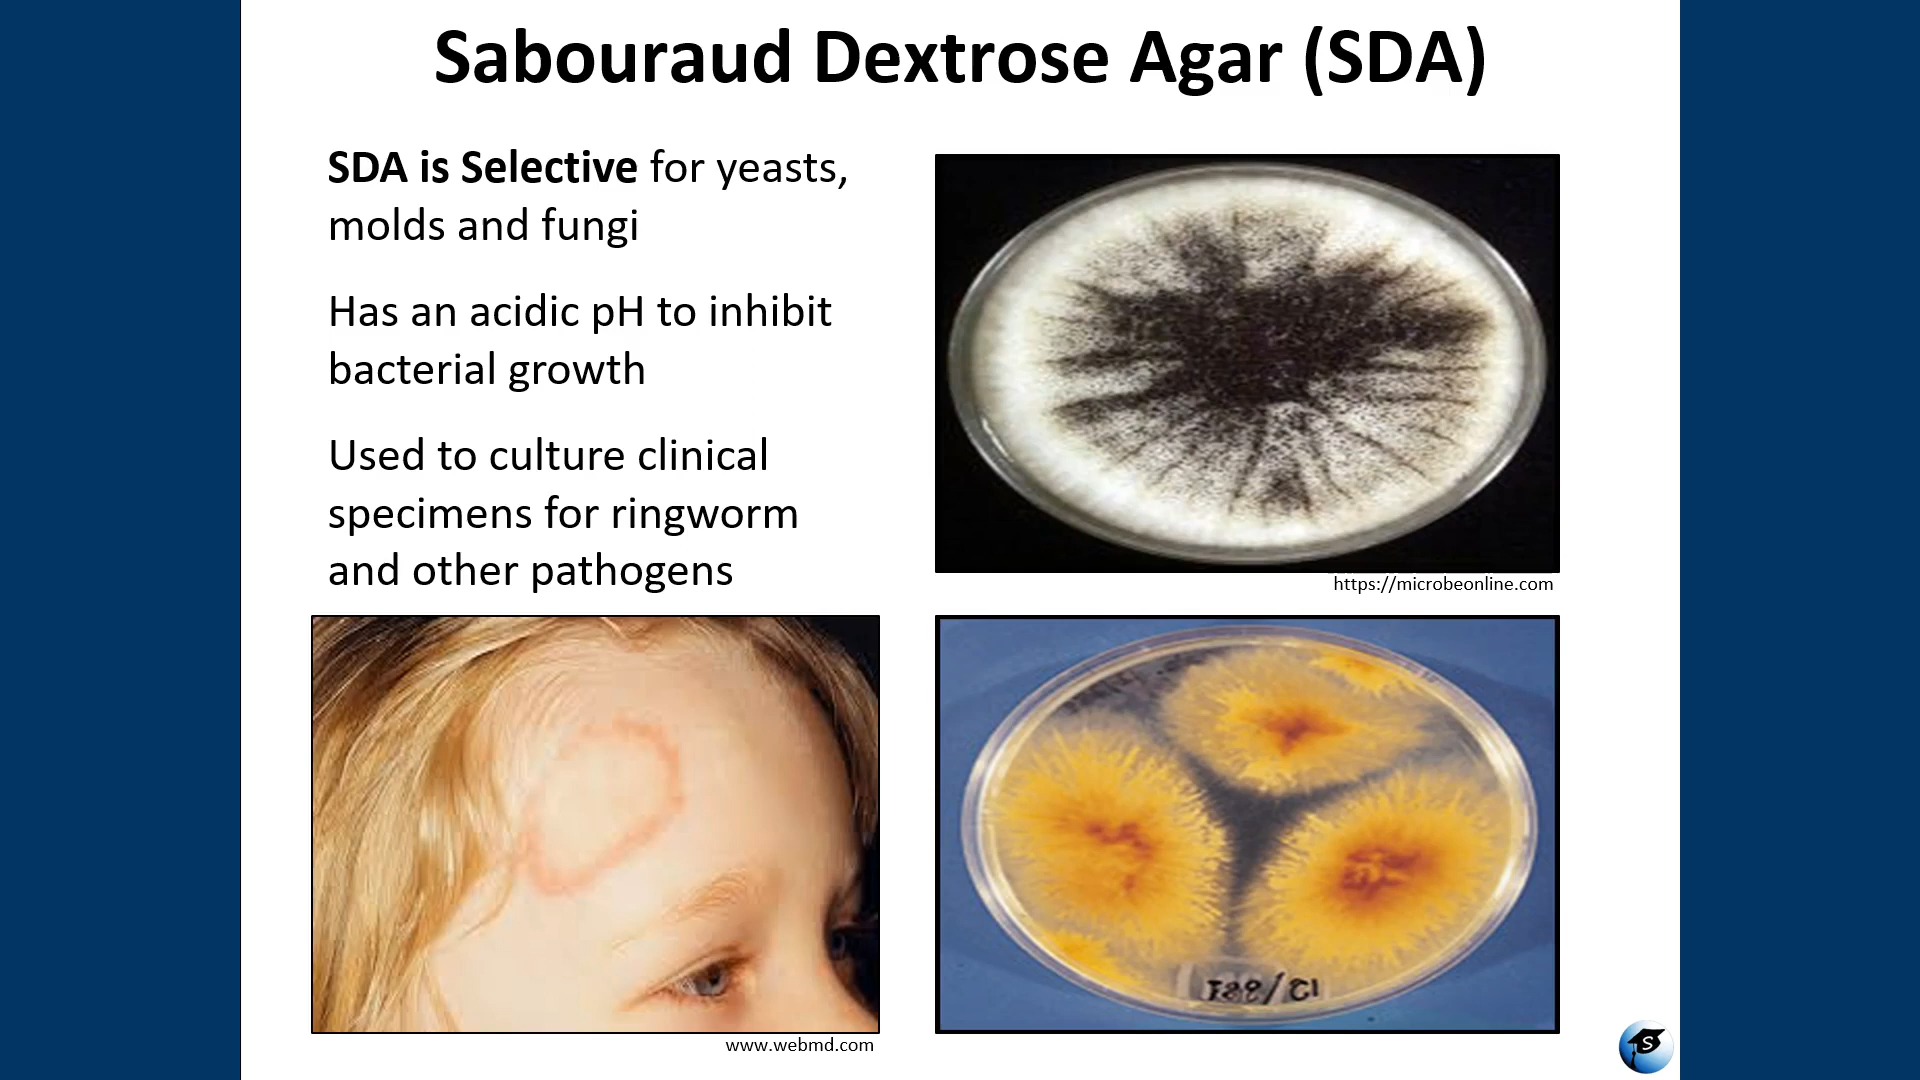 Sabouraud Dextrose Agar (SDA)
SDA is Selective for yeasts,
molds and fungi
Has an acidic pH to inhibit
bacterial growth
Used to culture clinical
specimens for ringworm
and other pathogens
https://microbeonline.com
www.webmd.com
S